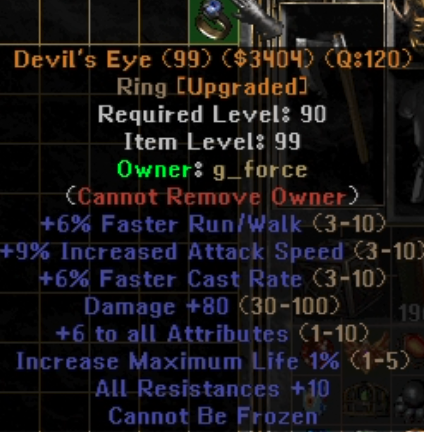 Devil's Eye (99) ($3404) (Q:120)
Ring [Upgraded]
Required Level: 90
Item Level: 99
Owner: g_force
(Cannot Remove Owner)
+6% Faster Run/Walk (3-10)
+9% Increased Attack Speed (3-10)
+6% Faster Cast Rate (3-10)
Damage +80 (30-100)
+6 to all Attributes (1-10)
Increase Maximum Life 1% (1-5)
All Resistances +10
Cannot Be Frozen